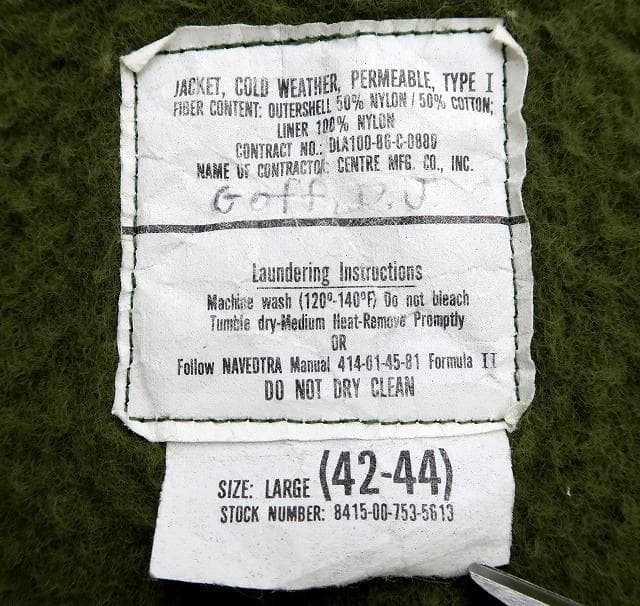 JACKET, COLD WEATHER, PERMEABLE, TYPE I
FIBER CONTENT: OUTERSHELL 50% NYLON / 50% COTTON;
LINER 100% NYLON
CONTRACT NO.: DLA100-86-C-0889
NAME OF CONTRACTOR: CENTRE MFG. CO., INC.
Goff, D. J
Laundering Instructions
Machine wash (120º-140ºF) Do not bleach
Tumble dry-Medium Heat-Remove Promptly
OR
Follow NAVEDTRA Manual 414-01-45-81 Formula II
DO NOT DRY CLEAN
SIZE: LARGE (42-44)
STOCK NUMBER: 8415-00-753-5613